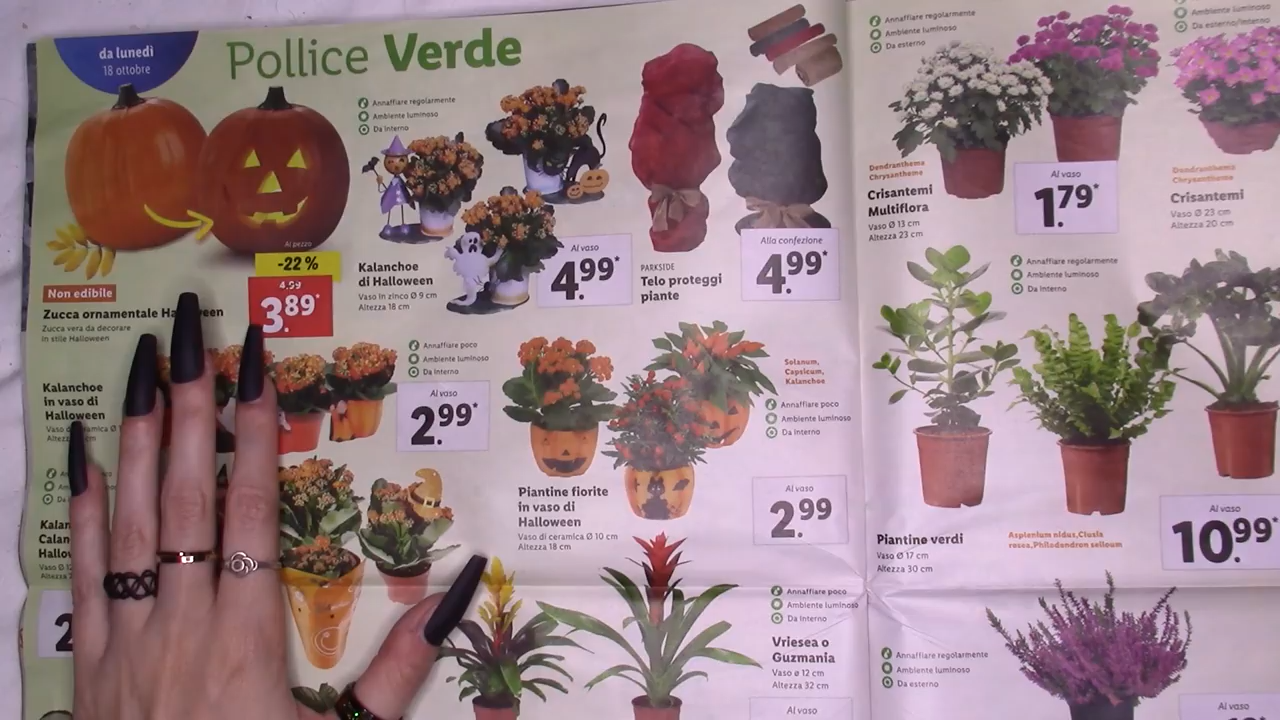 da lunedì
18 ottobre
Pollice Verde
Annaffiare regolarmente
Ambiente luminoso
Da interno
Al pezzo
-22 %
4.99
3.89*
Non edibile
Zucca ornamentale
Zucca vera da decorare
in stile Halloween
Kalanchoe
di Halloween
Vaso in zinco Ø 9 cm
Altezza 18 cm
Al vaso
4.99*
PARKSIDE
Telo proteggi
piante
Alla confezione
4.99*
Kalanchoe
in vaso di
Halloween
Annaffiare poco
Ambiente luminoso
Da interno
Al vaso
2.99*
Piantine fiorite
in vaso di
Halloween
Vaso di ceramica Ø 10 cm
Altezza 18 cm
Solanum,
Capsicum,
Kalanchoe
Annaffiare poco
Ambiente luminoso
Da interno
Al vaso
2.99
Annaffiare poco
Ambiente luminoso
Da interno
Vriesea o
Guzmania
Vaso ø 12 cm
Altezza 32 cm
Al vaso
Annaffiare regolarmente
Ambiente luminoso
Da esterno
Dendranthema
Chrysantheme
Crisantemi
Multiflora
Vaso Ø 13 cm
Altezza 23 cm
Al vaso
1.79*
Ambiente luminoso
Da esterno/interno
Dendranthema
Chrysantheme
Crisantemi
Vaso Ø 23 cm
Altezza 20 cm
Annaffiare regolarmente
Ambiente luminoso
Da interno
Piantine verdi
Vaso Ø 17 cm
Altezza 30 cm
Asplenium nidus,Clusia
rosea,Philodendron selloum
Al vaso
10.99*
Annaffiare regolarmente
Ambiente luminoso
Da esterno
Al vaso